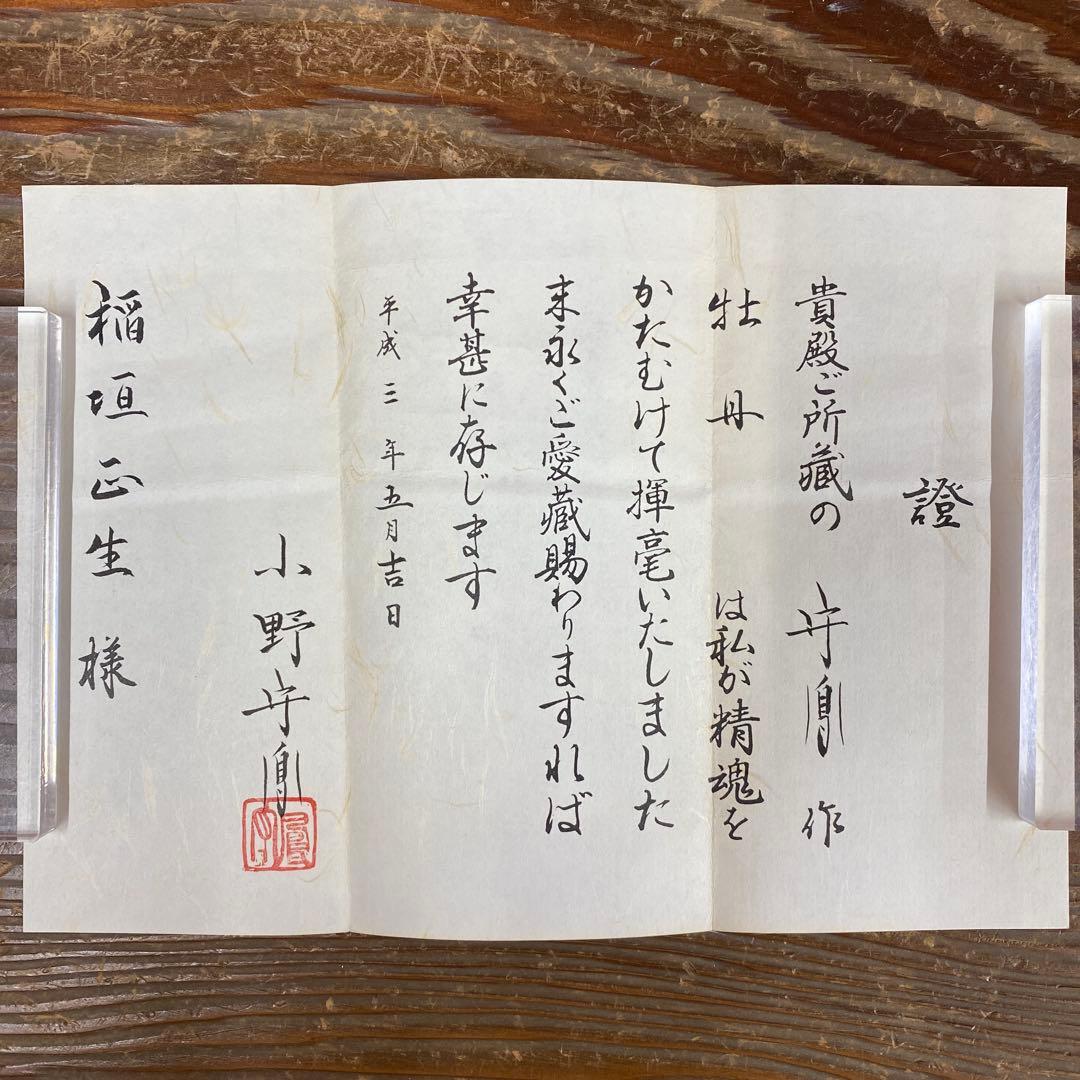 證
貴殿ご所蔵の 守胤 作
牡丹 は私が精魂を
かたむけて揮毫いたしました
末永くご愛蔵賜わりますれば
幸甚に存じます
平成三年五月吉日
小野守胤
稲垣正生様